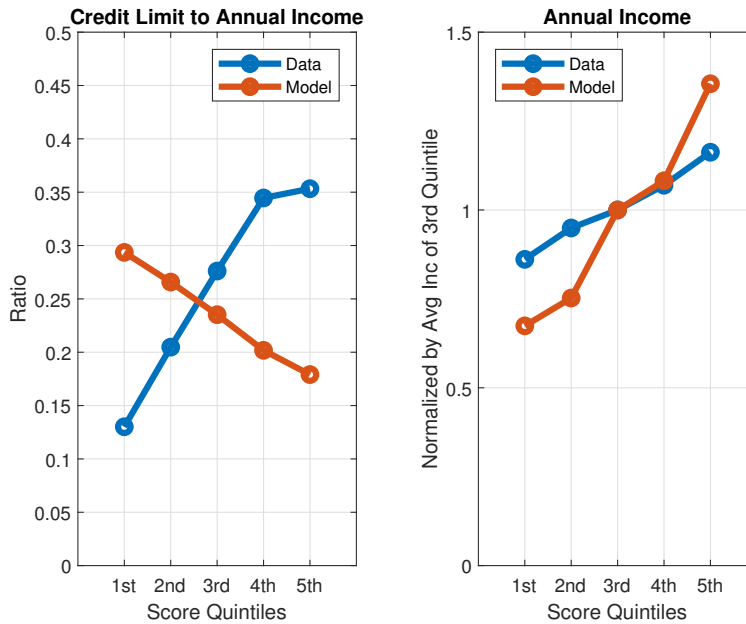 Credit Limit to Annual Income
0.5
0.45
0.4
0.35
0.3
0.25
0.2
0.15
0.1
0.05
0
Ratio
Data
Model
1st 2nd 3rd 4th 5th
Score Quintiles
Annual Income
1.5
1
0.5
0
Normalized by Avg Inc of 3rd Quintile
Data
Model
1st 2nd 3rd 4th 5th
Score Quintiles